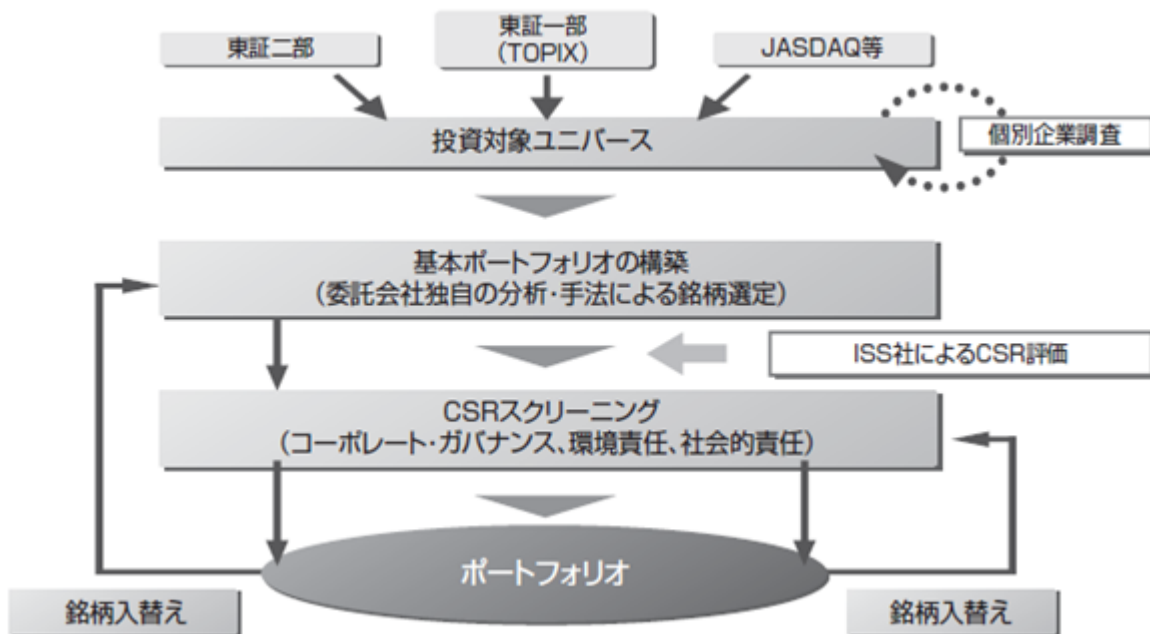 東証二部
東証一部
（TOPIX）
JASDAQ等
投資対象ユニバース
個別企業調査
基本ポートフォリオの構築
（委託会社独自の分析･手法による銘柄選定）
ISS社によるCSR評価
CSRスクリーニング
（コーポレート･ガバナンス、環境責任、社会的責任）
ポートフォリオ
銘柄入替え
銘柄入替え